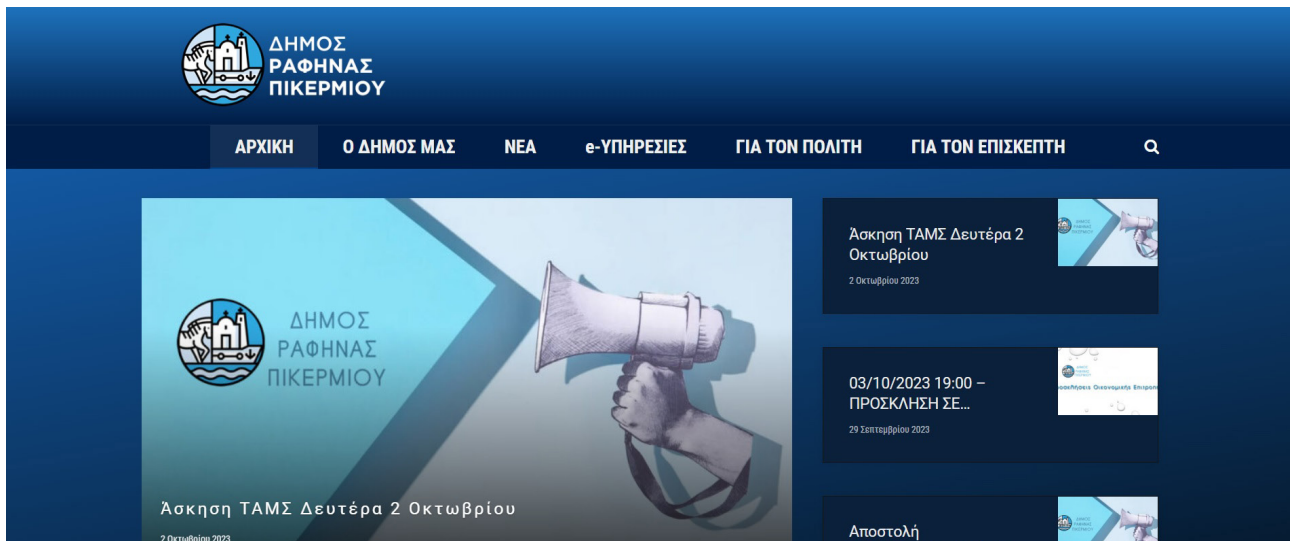 ΔΗΜΟΣ
ΡΑΦΗΝΑΣ
ΠΙΚΕΡΜΙΟΥ
ΑΡΧΙΚΗ Ο ΔΗΜΟΣ ΜΑΣ ΝΕΑ e-ΥΠΗΡΕΣΙΕΣ ΓΙΑ ΤΟΝ ΠΟΛΙΤΗ ΓΙΑ ΤΟΝ ΕΠΙΣΚΕΠΤΗ
ΔΗΜΟΣ
ΡΑΦΗΝΑΣ
ΠΙΚΕΡΜΙΟΥ
Άσκηση ΤΑΜΣ Δευτέρα 2 Οκτωβρίου
2 Οκτωβρίου 2023
Άσκηση ΤΑΜΣ Δευτέρα 2
Οκτωβρίου
2 Οκτωβρίου 2023
03/10/2023 19:00 –
ΠΡΟΣΚΛΗΣΗ ΣΕ...
29 Σεπτεμβρίου 2023
Αποστολή